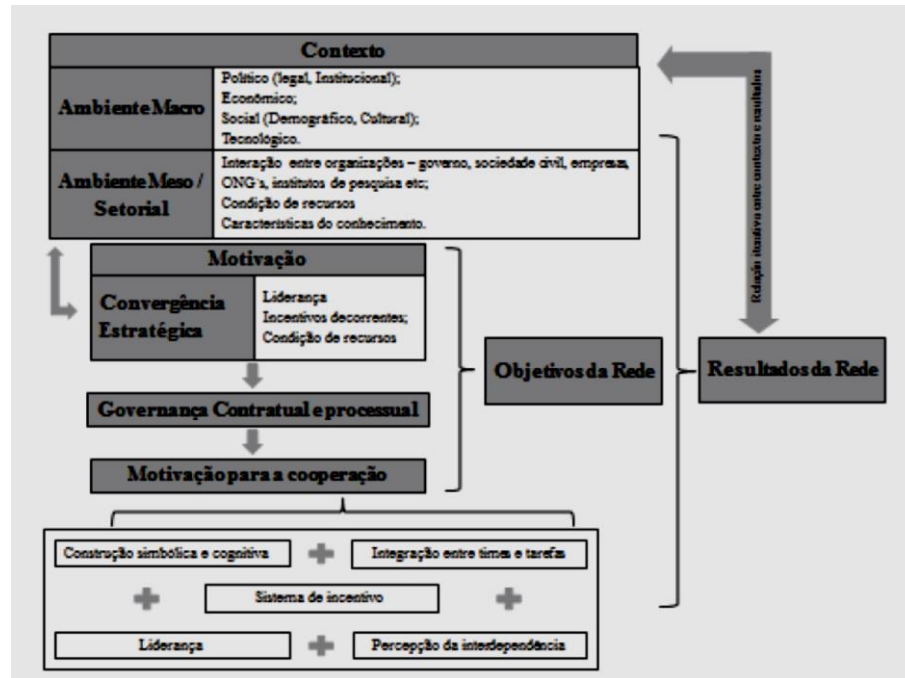 Contexto
Ambiente Macro
Político (legal, Institucional);
Econômico;
Social (Demográfico, Cultural);
Tecnológico.
Ambiente Meso /
Setorial
Interação entre organizações – governo, sociedade civil, empresas,
ONG's, institutos de pesquisa etc;
Condição de recursos
Características do conhecimento.
Motivação
Convergência
Estratégica
Liderança
Incentivos decorrentes;
Condição de recursos
Governança Contratual e processual
Motivação para a cooperação
Objetivos da Rede
Resultados da Rede
Relação iterativa entre contexto e resultados
Construção simbólica e cognitiva
Integração entre times e tarefas
Sistema de incentivo
Liderança
Percepção da interdependência